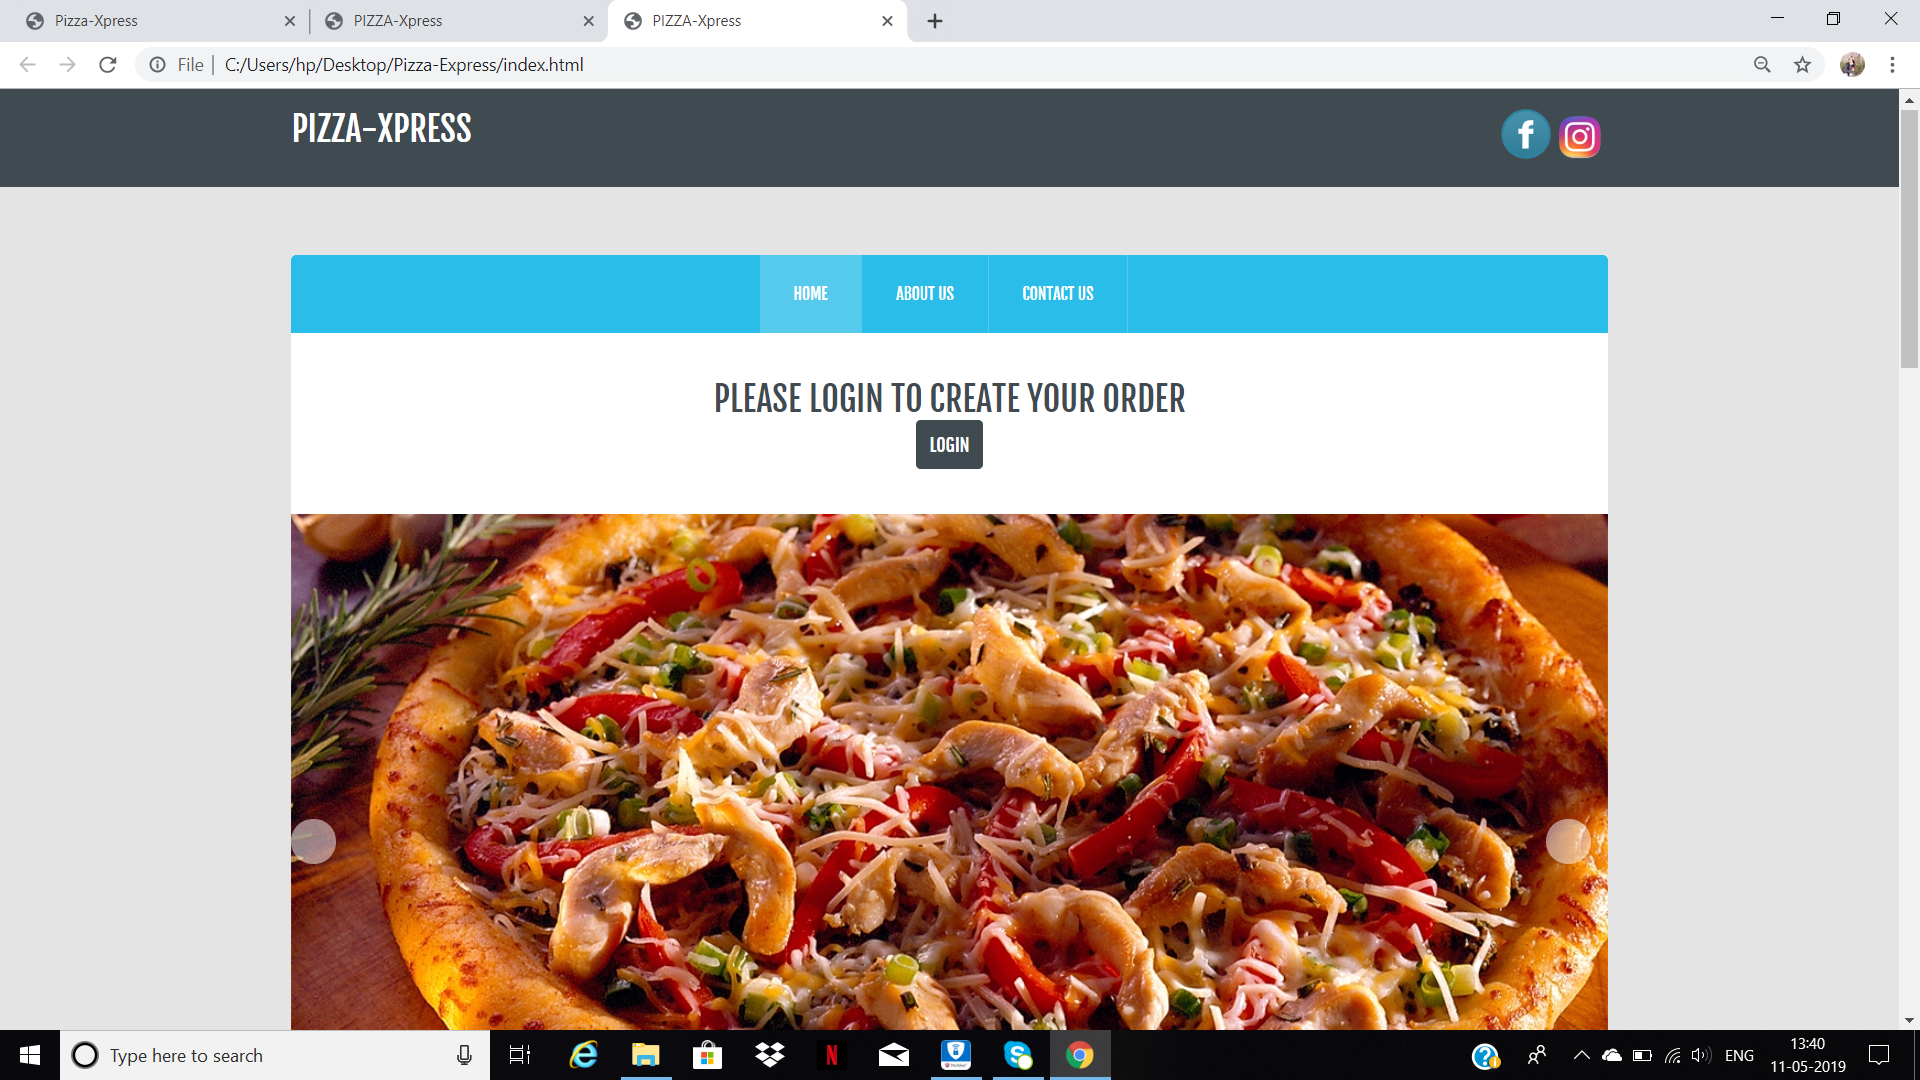 Pizza-Xpress
PIZZA-Xpress
PIZZA-Xpress
File
C:/Users/hp/Desktop/Pizza-Express/index.html
PIZZA-XPRESS
f
HOME
ABOUT US
CONTACT US
PLEASE LOGIN TO CREATE YOUR ORDER
LOGIN
Type here to search
N
ENG
13:40
11-05-2019